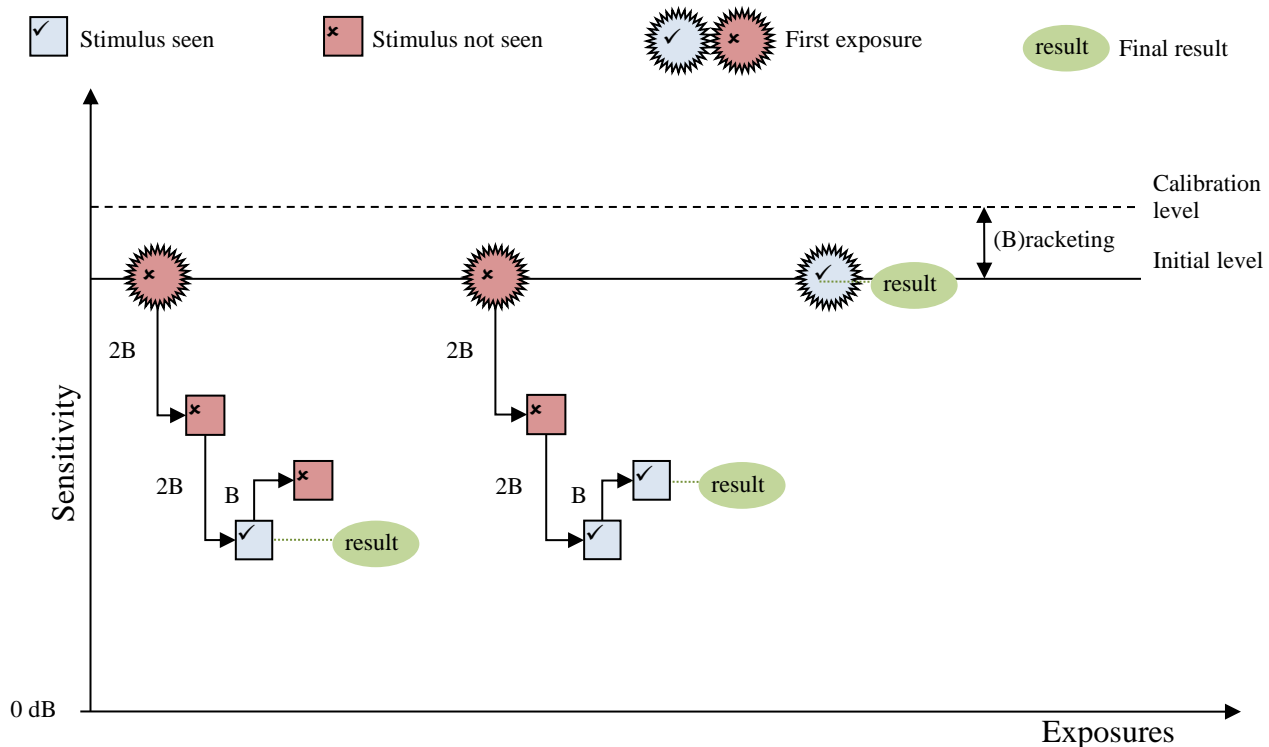 Stimulus seen
Stimulus not seen
First exposure
result
Final result
Calibration
level
(B)racketing
Initial level
result
2B
2B
Sensitivity
2B
B
result
2B
B
result
0 dB
Exposures